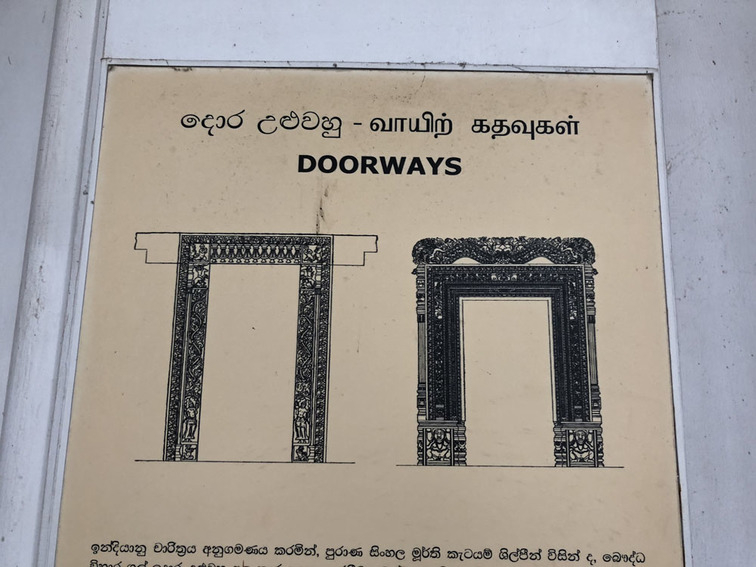 දොර උළුවහු - வாயிற் கதவுகள்
DOORWAYS
ඉන්දියානු චාරිත්‍රය අනුගමණය කරමින්, පුරාණ සිංහල මූර්ති කැටයම් ශිල්පීන් විසින් ද, බෞද්ධ